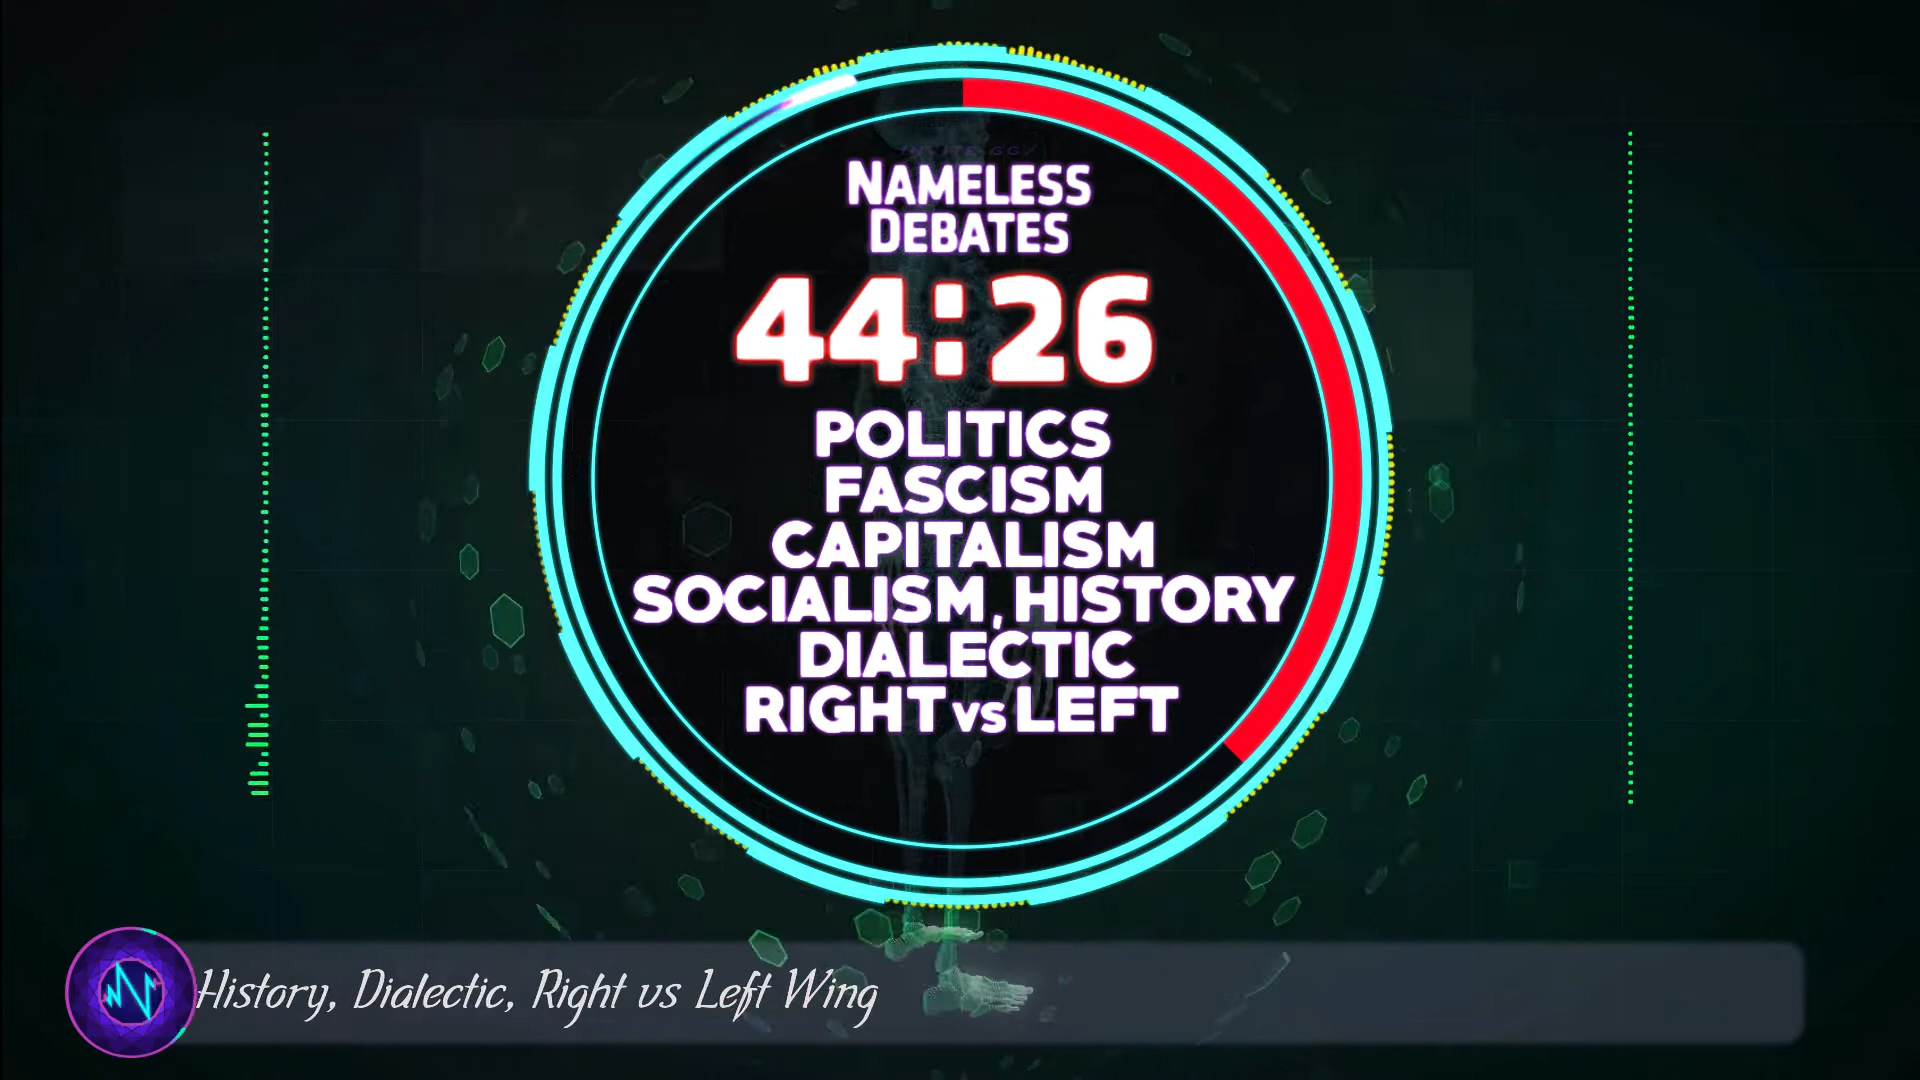 NAMELESS
DEBATES
44:26
POLITICS
FASCISM
CAPITALISM
SOCIALISM, HISTORY
DIALECTIC
RIGHT vs LEFT
History, Dialectic, Right vs Left Wing